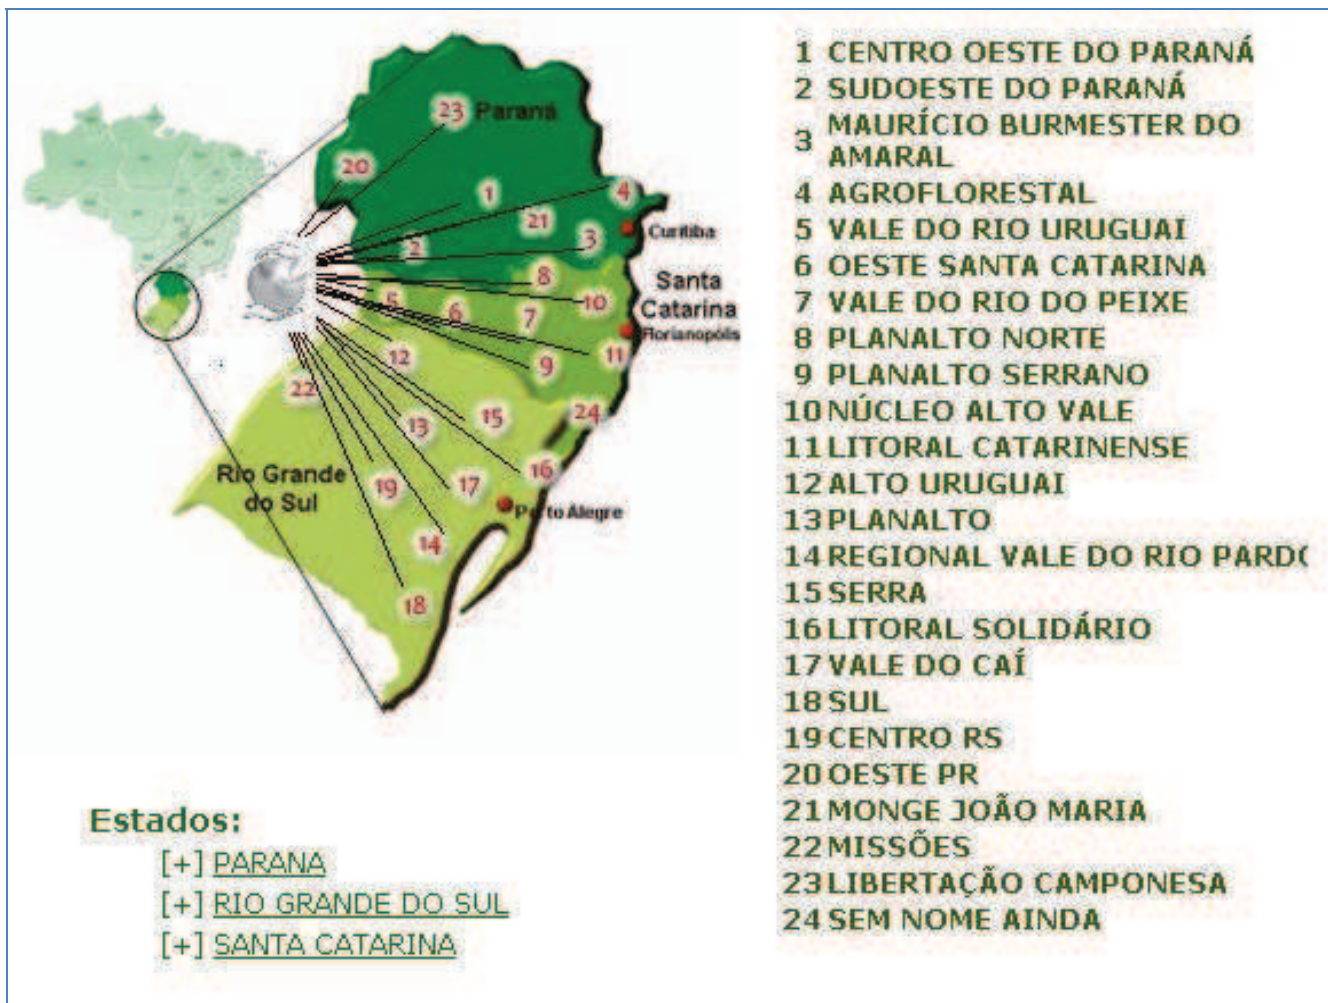 23 Paraná
20
1
4
21
Curitiba
2
3
8
Santa
Catarina
5
10
6
7
Florianopólis
12
11
9
22
24
15
13
Rio Grande
do Sul
16
19
17
Porto Alegre
14
18
1 CENTRO OESTE DO PARANÁ
2 SUDOESTE DO PARANÁ
3 MAURÍCIO BURMESTER DO
AMARAL
4 AGROFLORESTAL
5 VALE DO RIO URUGUAI
6 OESTE SANTA CATARINA
7 VALE DO RIO DO PEIXE
8 PLANALTO NORTE
9 PLANALTO SERRANO
10 NÚCLEO ALTO VALE
11 LITORAL CATARINENSE
12 ALTO URUGUAI
13 PLANALTO
14 REGIONAL VALE DO RIO PARDO
15 SERRA
16 LITORAL SOLIDÁRIO
17 VALE DO CAÍ
18 SUL
19 CENTRO RS
20 OESTE PR
21 MONGE JOÃO MARIA
22 MISSÕES
23 LIBERTAÇÃO CAMPONESA
24 SEM NOME AINDA
Estados:
[+] PARANA
[+] RIO GRANDE DO SUL
[+] SANTA CATARINA